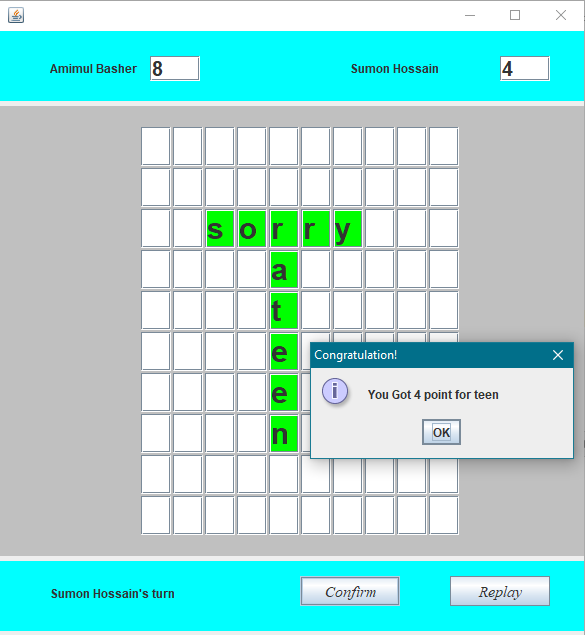 Amimul Basher 8 Sumon Hossain 4
sorry
a
t
e
e
n
Congratulation!
You Got 4 point for teen
OK
Sumon Hossain's turn Confirm Replay